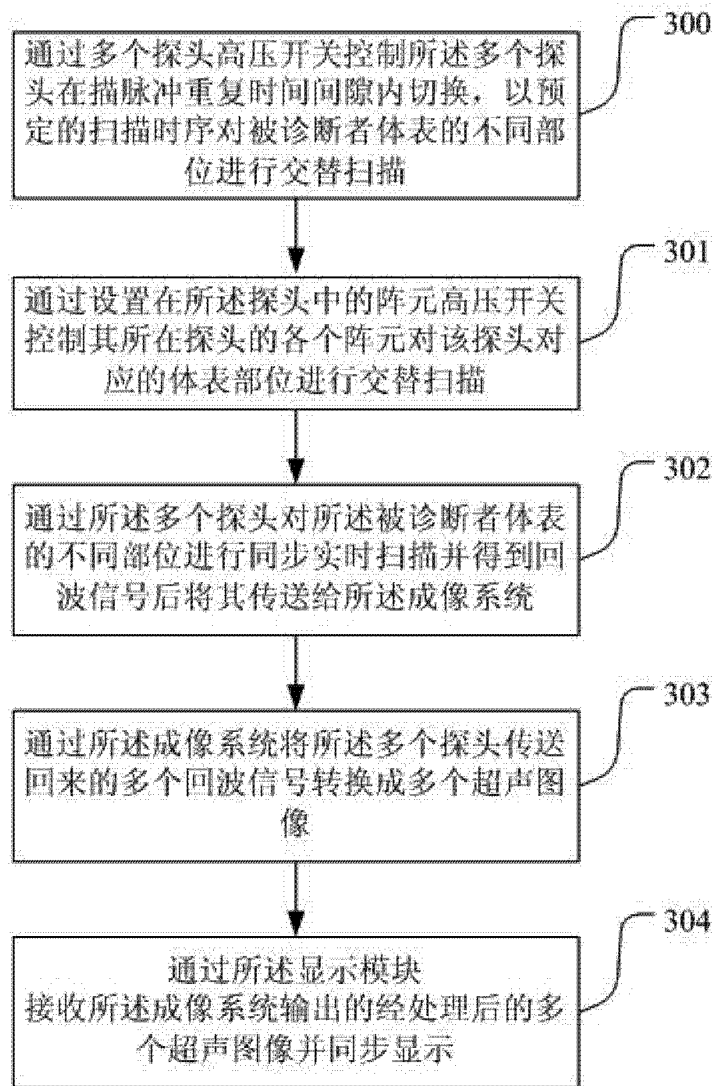 300
通过多个探头高压开关控制所述多个探
头在描脉冲重复时间间隙内切换，以预
定的扫描时序对被诊断者体表的不同部
位进行交替扫描
301
通过设置在所述探头中的阵元高压开关
控制其所在探头的各个阵元对该探头对
应的体表部位进行交替扫描
302
通过所述多个探头对所述被诊断者体表
的不同部位进行同步实时扫描并得到回
波信号后将其传送给所述成像系统
303
通过所述成像系统将所述多个探头传送
回来的多个回波信号转换成多个超声图
像
304
通过所述显示模块
接收所述成像系统输出的经处理后的多
个超声图像并同步显示